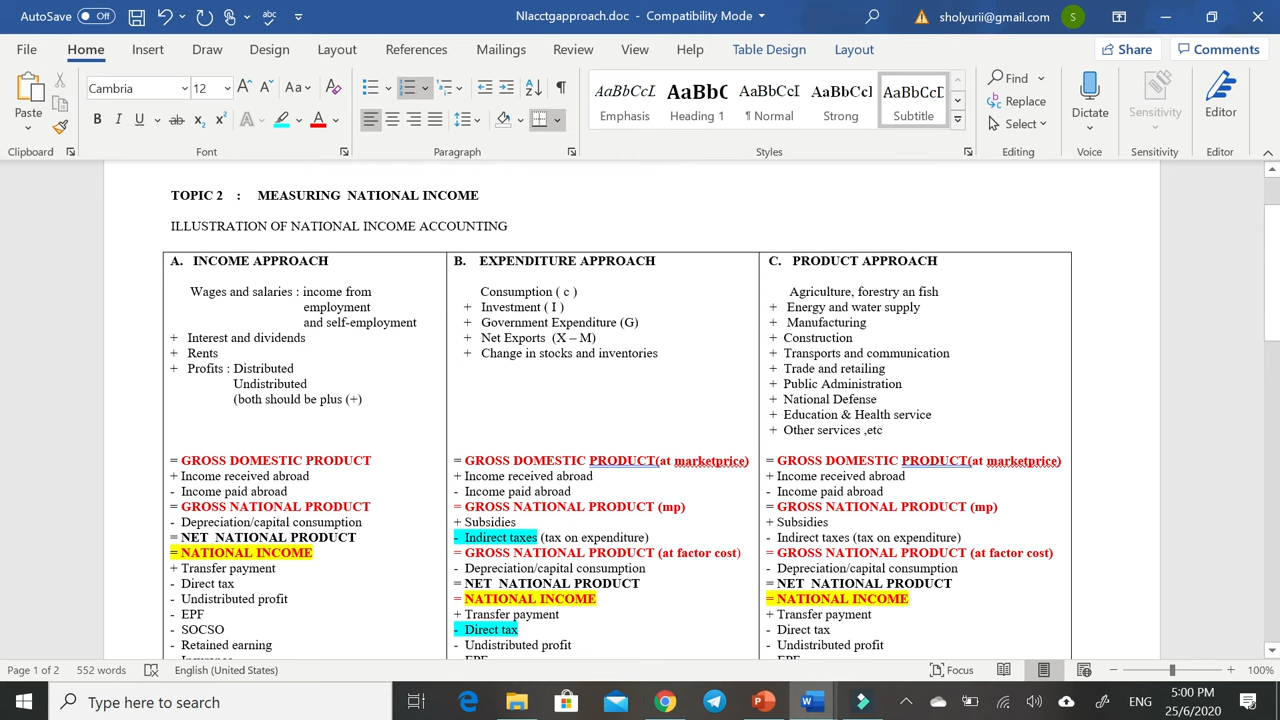 AutoSave Off
Nlacctgapproach.doc - Compatibility Mode
sholyurii@gmail.com
S
File Home Insert Draw Design Layout References Mailings Review View Help Table Design Layout
Share Comments
Paste
Clipboard
Cambria 12
Font
Paragraph
AaBbCcL AaBbC AaBbCcI AaBbCcI AaBbCcD
Emphasis Heading 1 ¶ Normal Strong Subtitle
Styles
Find
Replace
Select
Editing
Dictate
Voice
Sensitivity
Sensitivity
Editor
Editor
TOPIC 2 : MEASURING NATIONAL INCOME
ILLUSTRATION OF NATIONAL INCOME ACCOUNTING
A. INCOME APPROACH
Wages and salaries : income from
employment
and self-employment
+ Interest and dividends
+ Rents
+ Profits : Distributed
Undistributed
(both should be plus (+)
= GROSS DOMESTIC PRODUCT
+ Income received abroad
- Income paid abroad
= GROSS NATIONAL PRODUCT
- Depreciation/capital consumption
= NET NATIONAL PRODUCT
= NATIONAL INCOME
+ Transfer payment
- Direct tax
- Undistributed profit
- EPF
- SOCSO
- Retained earning
B. EXPENDITURE APPROACH
Consumption ( c )
+ Investment ( I )
+ Government Expenditure (G)
+ Net Exports (X – M)
+ Change in stocks and inventories
= GROSS DOMESTIC PRODUCT(at marketprice)
+ Income received abroad
- Income paid abroad
= GROSS NATIONAL PRODUCT (mp)
+ Subsidies
- Indirect taxes (tax on expenditure)
= GROSS NATIONAL PRODUCT (at factor cost)
- Depreciation/capital consumption
= NET NATIONAL PRODUCT
= NATIONAL INCOME
+ Transfer payment
- Direct tax
- Undistributed profit
C. PRODUCT APPROACH
Agriculture, forestry an fish
+ Energy and water supply
+ Manufacturing
+ Construction
+ Transports and communication
+ Trade and retailing
+ Public Administration
+ National Defense
+ Education & Health service
+ Other services ,etc
= GROSS DOMESTIC PRODUCT(at marketprice)
+ Income received abroad
- Income paid abroad
= GROSS NATIONAL PRODUCT (mp)
+ Subsidies
- Indirect taxes (tax on expenditure)
= GROSS NATIONAL PRODUCT (at factor cost)
- Depreciation/capital consumption
= NET NATIONAL PRODUCT
= NATIONAL INCOME
+ Transfer payment
- Direct tax
- Undistributed profit
Page 1 of 2 552 words English (United States) Focus 100%
Type here to search
ENG
5:00 PM
25/6/2020